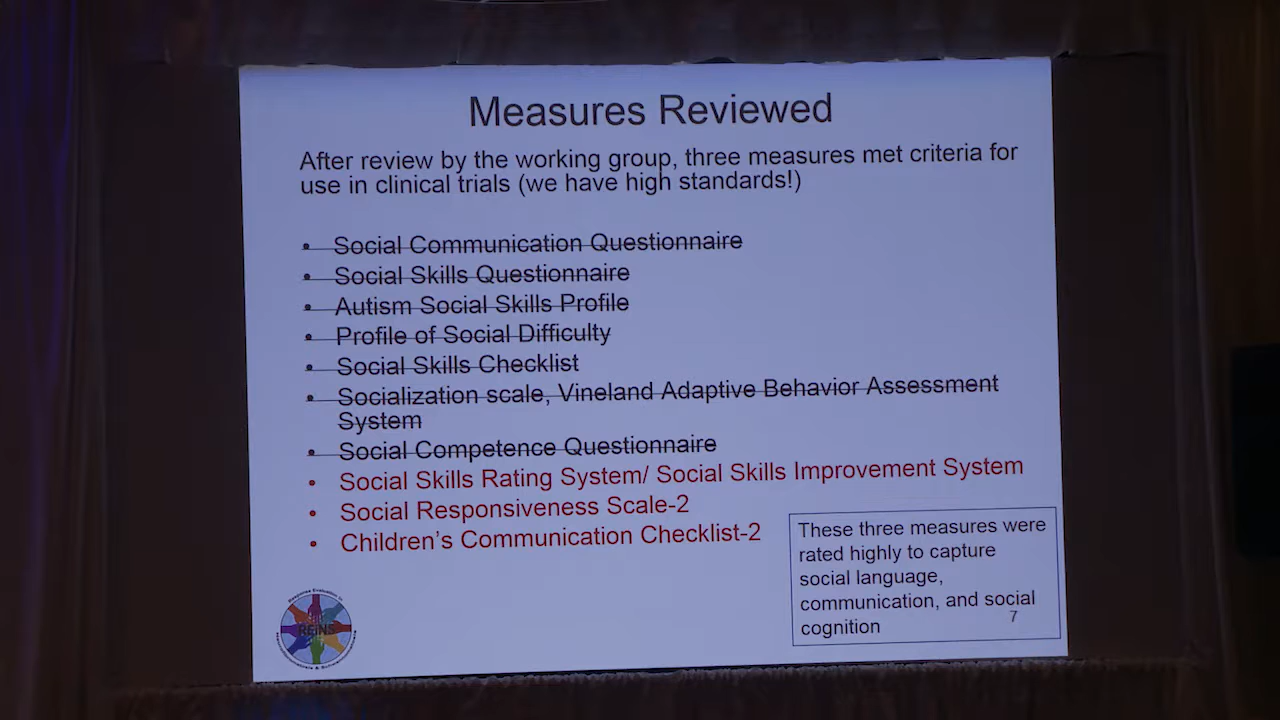 Measures Reviewed
After review by the working group, three measures met criteria for
use in clinical trials (we have high standards!)
• Social Communication Questionnaire
• Social Skills Questionnaire
• Autism Social Skills Profile
• Profile of Social Difficulty
• Social Skills Checklist
• Socialization scale, Vineland Adaptive Behavior Assessment
System
• Social Competence Questionnaire
• Social Skills Rating System/ Social Skills Improvement System
• Social Responsiveness Scale-2
• Children's Communication Checklist-2
These three measures were
rated highly to capture
social language,
communication, and social
cognition
7
Response Evaluation in
REiNS